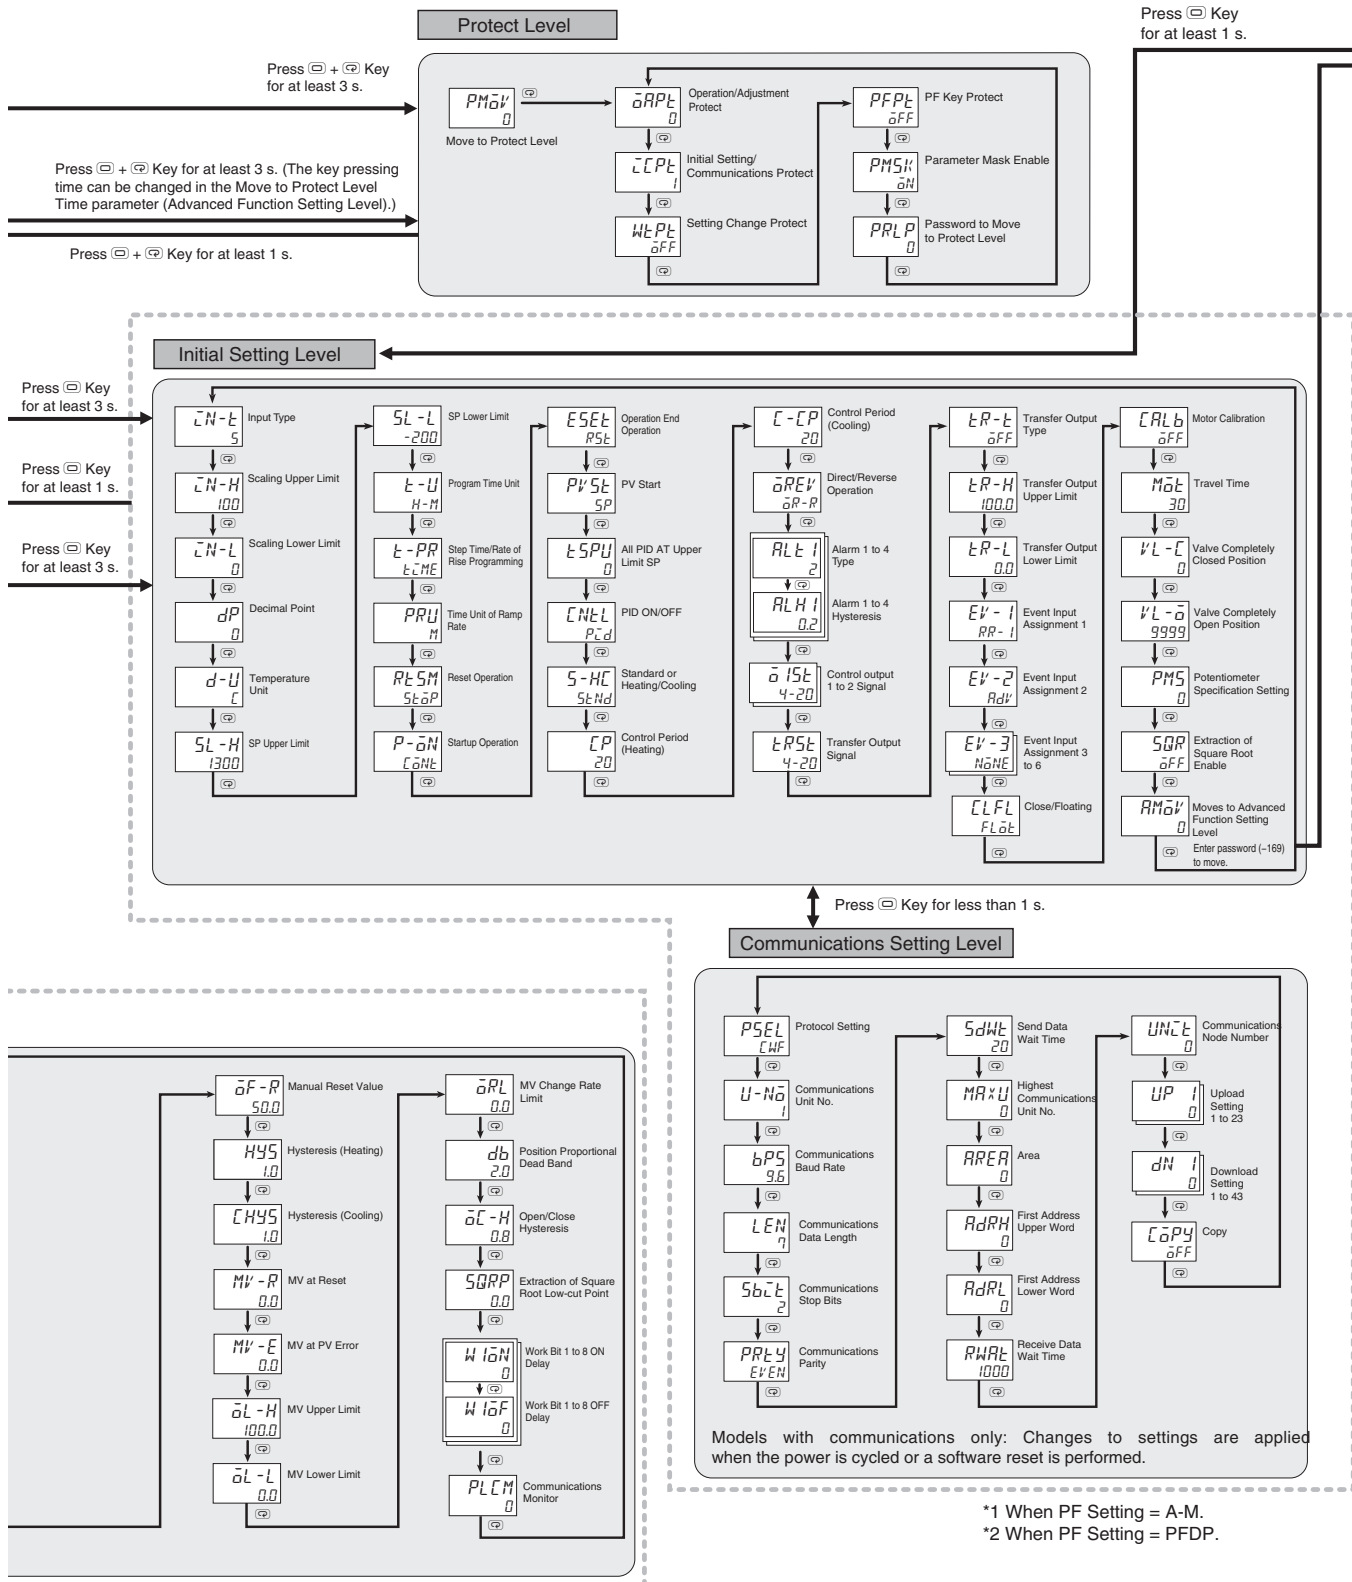 Protect Level
Press Key
for at least 1 s.
Press + Key
for at least 3 s.
PMoV
0
Move to Protect Level
oAPt
0
Operation/Adjustment
Protect
iCPt
1
Initial Setting/
Communications Protect
WtPt
oFF
Setting Change Protect
PFPt
oFF
PF Key Protect
PMSK
oN
Parameter Mask Enable
PRLP
0
Password to Move
to Protect Level
Press + Key for at least 3 s. (The key pressing
time can be changed in the Move to Protect Level
Time parameter (Advanced Function Setting Level).)
Press + Key for at least 1 s.
Initial Setting Level
Press Key
for at least 3 s.
Press Key
for at least 1 s.
Press Key
for at least 3 s.
iN-t
5
Input Type
iN-H
100
Scaling Upper Limit
iN-L
0
Scaling Lower Limit
dP
0
Decimal Point
d-U
C
Temperature
Unit
SL-H
1300
SP Upper Limit
SL-L
-200
SP Lower Limit
t-U
H-M
Program Time Unit
t-PR
tiME
Step Time/Rate of
Rise Programming
PRU
M
Time Unit of Ramp
Rate
RESM
StoP
Reset Operation
P-oN
CoNt
Startup Operation
ESEt
RSt
Operation End
Operation
PVSt
SP
PV Start
tSPU
0
All PID AT Upper
Limit SP
CNtL
Pid
PID ON/OFF
S-HC
StNd
Standard or
Heating/Cooling
CP
20
Control Period
(Heating)
C-CP
20
Control Period
(Cooling)
oREV
oR-R
Direct/Reverse
Operation
ALt1
2
Alarm 1 to 4
Type
ALH1
0.2
Alarm 1 to 4
Hysteresis
o1St
4-20
Control output
1 to 2 Signal
tRSt
4-20
Transfer Output
Signal
tR-t
oFF
Transfer Output
Type
tR-H
100.0
Transfer Output
Upper Limit
tR-L
0.0
Transfer Output
Lower Limit
EV-1
RR-1
Event Input
Assignment 1
EV-2
AdV
Event Input
Assignment 2
EV-3
NoNE
Event Input
Assignment 3
to 6
CLFL
FLot
Close/Floating
CALb
oFF
Motor Calibration
Mot
30
Travel Time
VL-C
0
Valve Completely
Closed Position
VL-o
9999
Valve Completely
Open Position
PMS
0
Potentiometer
Specification Setting
SQR
oFF
Extraction of
Square Root
Enable
AMoV
0
Moves to Advanced
Function Setting
Level
Enter password (–169)
to move.
Press Key for less than 1 s.
Communications Setting Level
PSEL
CWF
Protocol Setting
U-No
1
Communications
Unit No.
bPS
9.6
Communications
Baud Rate
LEN
7
Communications
Data Length
Sbit
2
Communications
Stop Bits
PRtY
EVEN
Communications
Parity
SdWt
20
Send Data
Wait Time
MAxU
0
Highest
Communications
Unit No.
AREA
0
Area
AdRH
0
First Address
Upper Word
AdRL
0
First Address
Lower Word
RWAt
1000
Receive Data
Wait Time
UNit
0
Communications
Node Number
UP 1
0
Upload
Setting
1 to 23
dN 1
0
Download
Setting
1 to 43
CoPY
oFF
Copy
Models with communications only: Changes to settings are applied
when the power is cycled or a software reset is performed.
oF-R
50.0
Manual Reset Value
HYS
1.0
Hysteresis (Heating)
CHYS
1.0
Hysteresis (Cooling)
MV-R
0.0
MV at Reset
MV-E
0.0
MV at PV Error
oL-H
100.0
MV Upper Limit
oL-L
0.0
MV Lower Limit
oRL
0.0
MV Change Rate
Limit
db
2.0
Position Proportional
Dead Band
oC-H
0.8
Open/Close
Hysteresis
SQRP
0.0
Extraction of Square
Root Low-cut Point
W1oN
0
Work Bit 1 to 8 ON
Delay
W1oF
0
Work Bit 1 to 8 OFF
Delay
PLCM
0
Communications
Monitor
*1 When PF Setting = A-M.
*2 When PF Setting = PFDP.